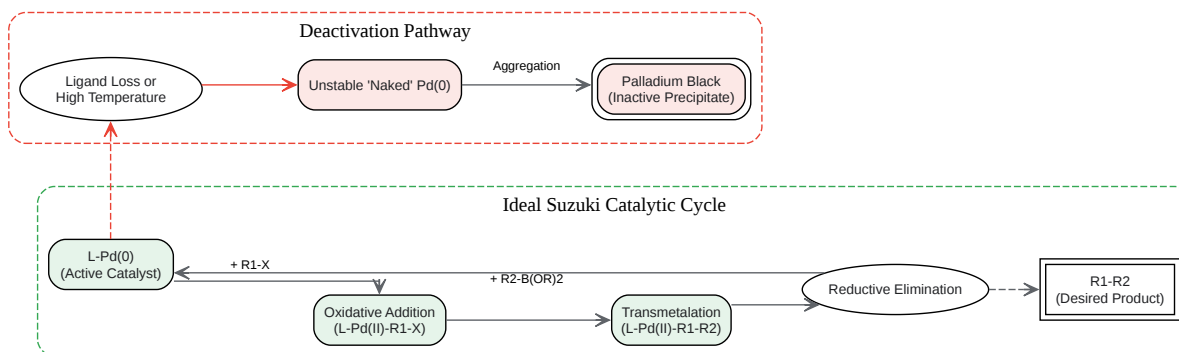 Deactivation Pathway
Ligand Loss or
High Temperature
Unstable 'Naked' Pd(0)
Aggregation
Palladium Black
(Inactive Precipitate)
Ideal Suzuki Catalytic Cycle
L-Pd(0)
(Active Catalyst)
+ R1-X
+ R2-B(OR)2
Oxidative Addition
(L-Pd(II)-R1-X)
Transmetalation
(L-Pd(II)-R1-R2)
Reductive Elimination
R1-R2
(Desired Product)